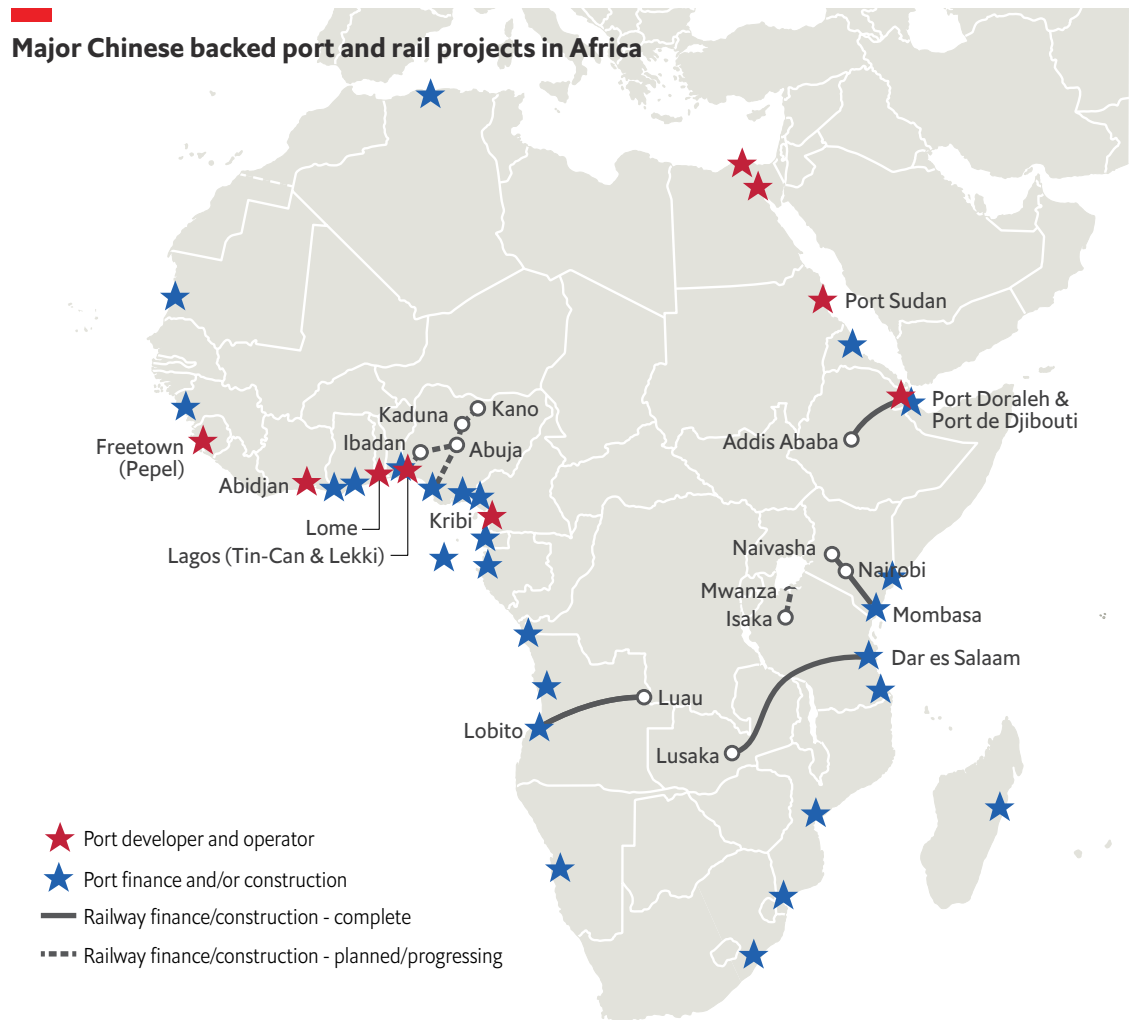 Major Chinese backed port and rail projects in Africa
Port Sudan
Port Doraleh &
Port de Djibouti
Addis Ababa
Kano
Kaduna
Ibadan
Abuja
Freetown
(Pepel)
Abidjan
Lome
Kribi
Lagos (Tin-Can & Lekki)
Naivasha
Nairobi
Mwanza
Isaka
Mombasa
Dar es Salaam
Luau
Lobito
Lusaka
Port developer and operator
Port finance and/or construction
Railway finance/construction - complete
Railway finance/construction - planned/progressing